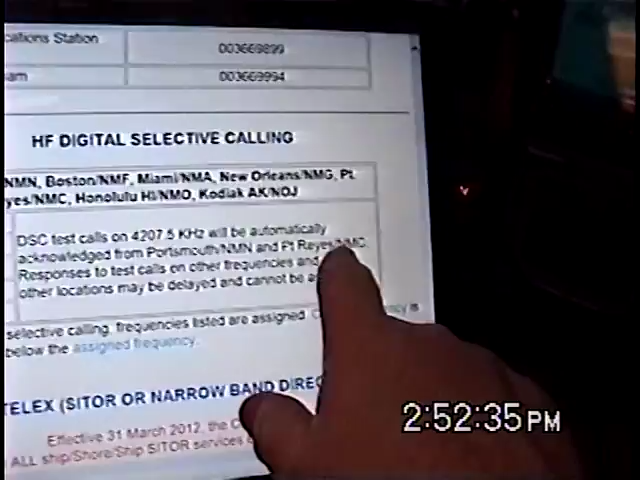 cations Station
003669899
am
003669994
HF DIGITAL SELECTIVE CALLING
NMN, Boston/NMF, Miami/NMA, New Orleans/NMG, Pt
yes/NMC, Honolulu HI/NMO, Kodiak AK/NOJ
DSC test calls on 4207.5 KHz will be automatically
acknowledged from Portsmouth/NMN and Pt Reyes/NMC.
Responses to test calls on other frequencies and
other locations may be delayed and cannot be
selective calling, frequencies listed are assigned. is
below the assigned frequency.
TELEX (SITOR OR NARROW BAND DIREC
Effective 31 March 2012, the
ALL ship/Shore/Ship SITOR services
2:52:35PM